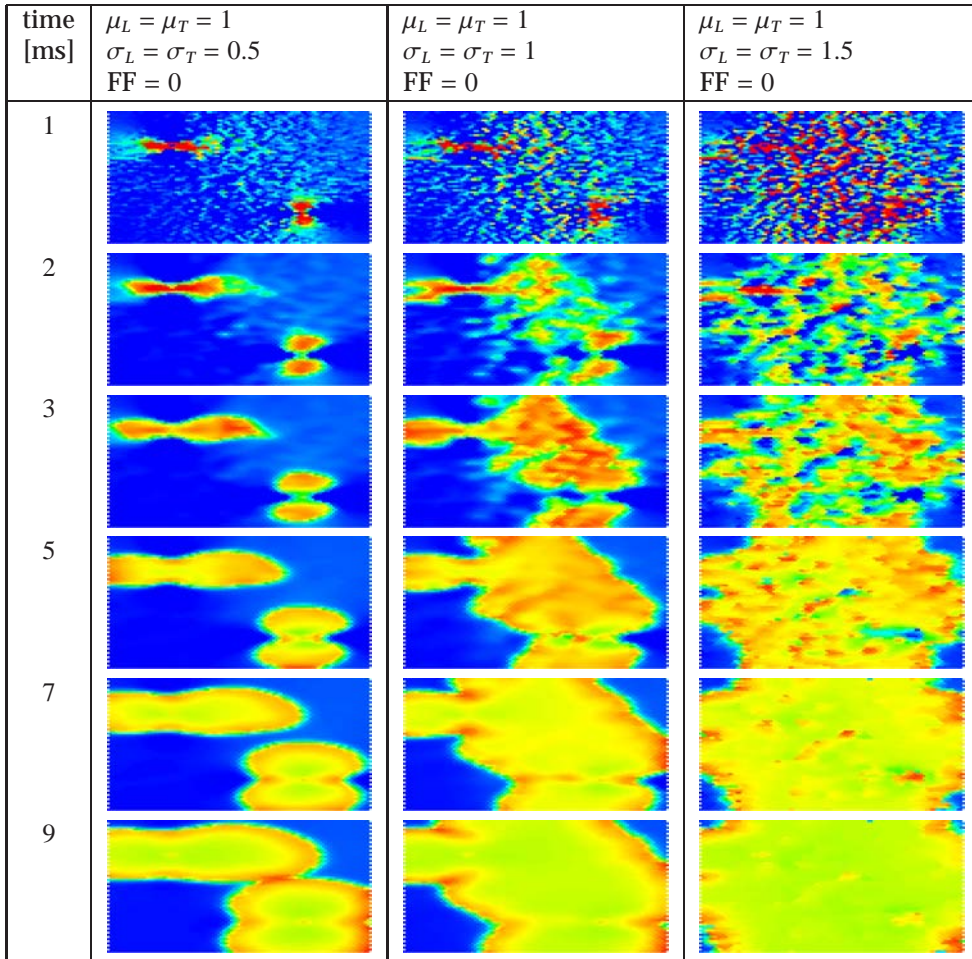 time
[ms]
μL = μT = 1
σL = σT = 0.5
FF = 0
μL = μT = 1
σL = σT = 1
FF = 0
μL = μT = 1
σL = σT = 1.5
FF = 0
1
2
3
5
7
9